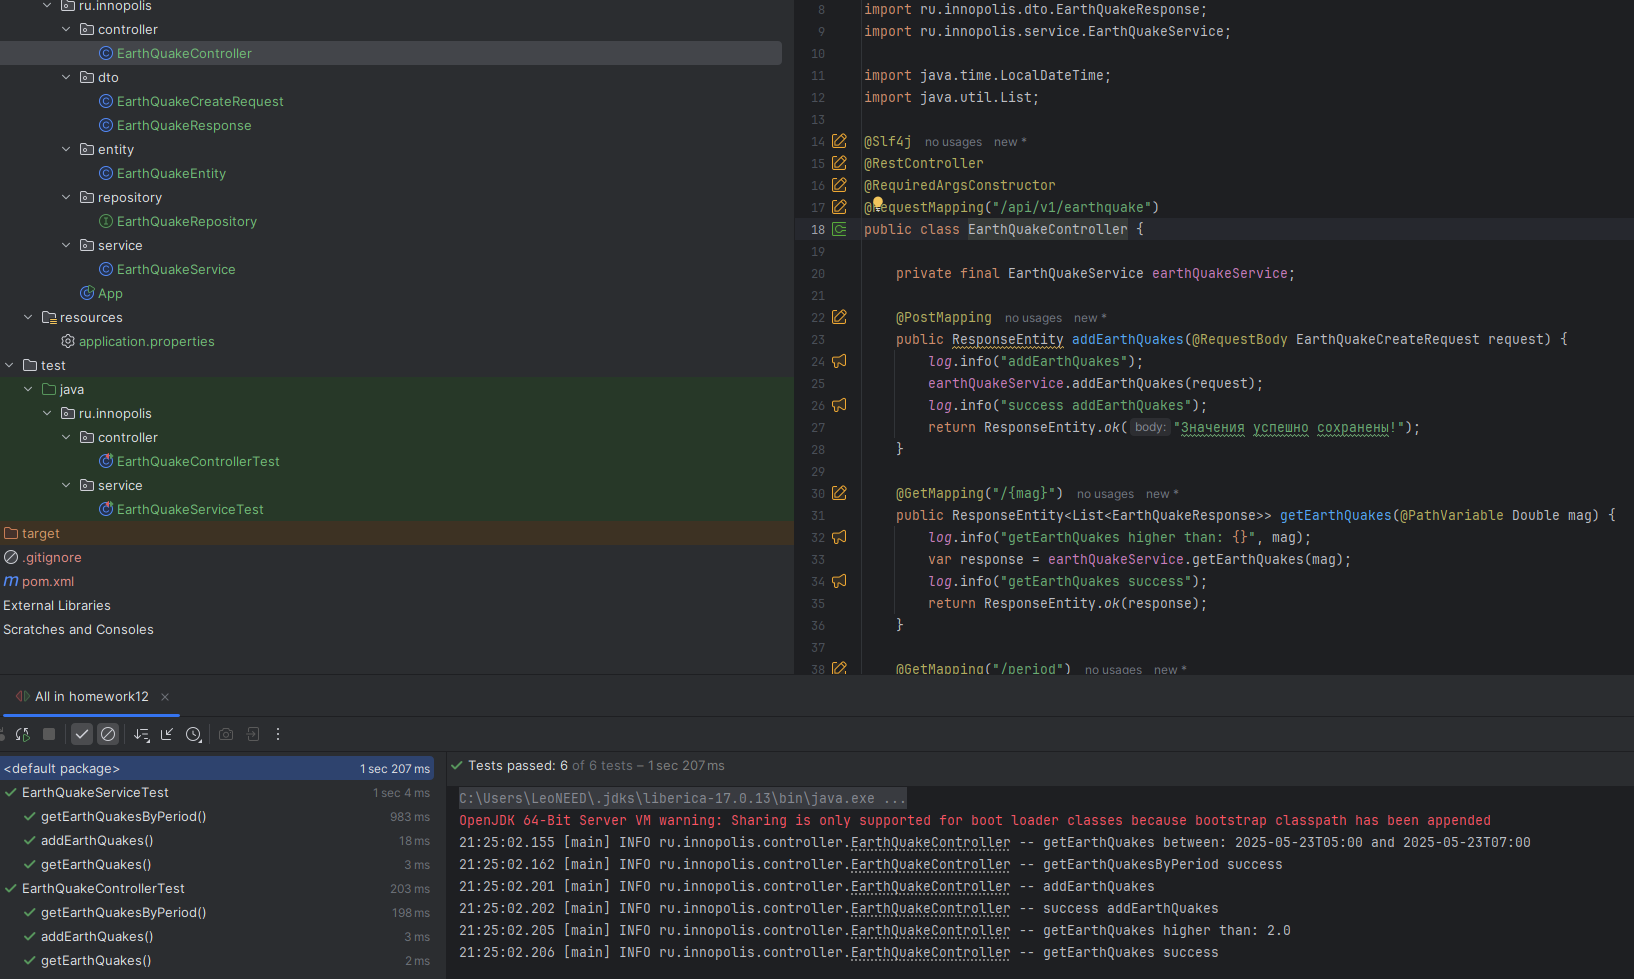 ru.innopolis
controller
EarthQuakeController
dto
EarthQuakeCreateRequest
EarthQuakeResponse
entity
EarthQuakeEntity
repository
EarthQuakeRepository
service
EarthQuakeService
App
resources
application.properties
test
java
ru.innopolis
controller
EarthQuakeControllerTest
service
EarthQuakeServiceTest
target
.gitignore
pom.xml
External Libraries
Scratches and Consoles
8 import ru.innopolis.dto.EarthQuakeResponse;
9 import ru.innopolis.service.EarthQuakeService;
10
11 import java.time.LocalDateTime;
12 import java.util.List;
13
14 @Slf4j no usages new *
15 @RestController
16 @RequiredArgsConstructor
17 @RequestMapping("/api/v1/earthquake")
18 public class EarthQuakeController {
19
20 private final EarthQuakeService earthQuakeService;
21
22 @PostMapping no usages new *
23 public ResponseEntity addEarthQuakes(@RequestBody EarthQuakeCreateRequest request) {
24 log.info("addEarthQuakes");
25 earthQuakeService.addEarthQuakes(request);
26 log.info("success addEarthQuakes");
27 return ResponseEntity.ok( body: "Значения успешно сохранены!");
28 }
29
30 @GetMapping("/{mag}") no usages new *
31 public ResponseEntity<List<EarthQuakeResponse>> getEarthQuakes(@PathVariable Double mag) {
32 log.info("getEarthQuakes higher than: {}", mag);
33 var response = earthQuakeService.getEarthQuakes(mag);
34 log.info("getEarthQuakes success");
35 return ResponseEntity.ok(response);
36 }
37
38 @GetMapping("/period") no usages new *
All in homework12
<default package> 1 sec 207 ms
EarthQuakeServiceTest 1 sec 4 ms
getEarthQuakesByPeriod() 983 ms
addEarthQuakes() 18 ms
getEarthQuakes() 3 ms
EarthQuakeControllerTest 203 ms
getEarthQuakesByPeriod() 198 ms
addEarthQuakes() 3 ms
getEarthQuakes() 2 ms
Tests passed: 6 of 6 tests – 1 sec 207 ms
C:\Users\LeoNEED\.jdks\liberica-17.0.13\bin\java.exe ...
OpenJDK 64-Bit Server VM warning: Sharing is only supported for boot loader classes because bootstrap classpath has been appended
21:25:02.155 [main] INFO ru.innopolis.controller.EarthQuakeController -- getEarthQuakes between: 2025-05-23T05:00 and 2025-05-23T07:00
21:25:02.162 [main] INFO ru.innopolis.controller.EarthQuakeController -- getEarthQuakesByPeriod success
21:25:02.201 [main] INFO ru.innopolis.controller.EarthQuakeController -- addEarthQuakes
21:25:02.202 [main] INFO ru.innopolis.controller.EarthQuakeController -- success addEarthQuakes
21:25:02.205 [main] INFO ru.innopolis.controller.EarthQuakeController -- getEarthQuakes higher than: 2.0
21:25:02.206 [main] INFO ru.innopolis.controller.EarthQuakeController -- getEarthQuakes success